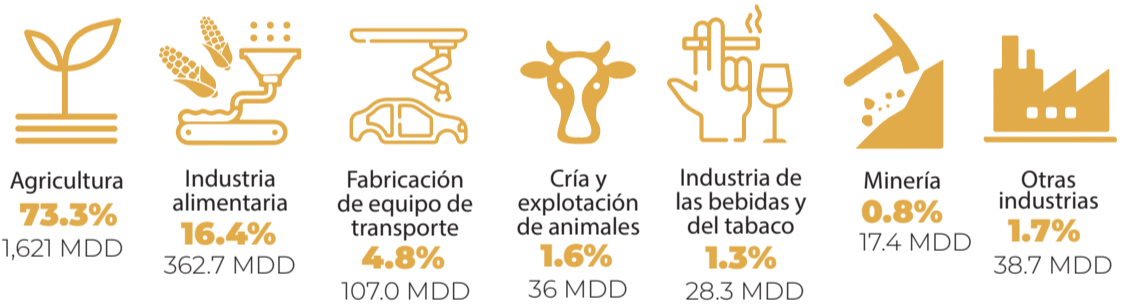 Agricultura
73.3%
1,621 MDD
Industria
alimentaria
16.4%
362.7 MDD
Fabricación
de equipo de
transporte
4.8%
107.0 MDD
Cría y
explotación
de animales
1.6%
36 MDD
Industria de
las bebidas y
del tabaco
1.3%
28.3 MDD
Minería
0.8%
17.4 MDD
Otras
industrias
1.7%
38.7 MDD